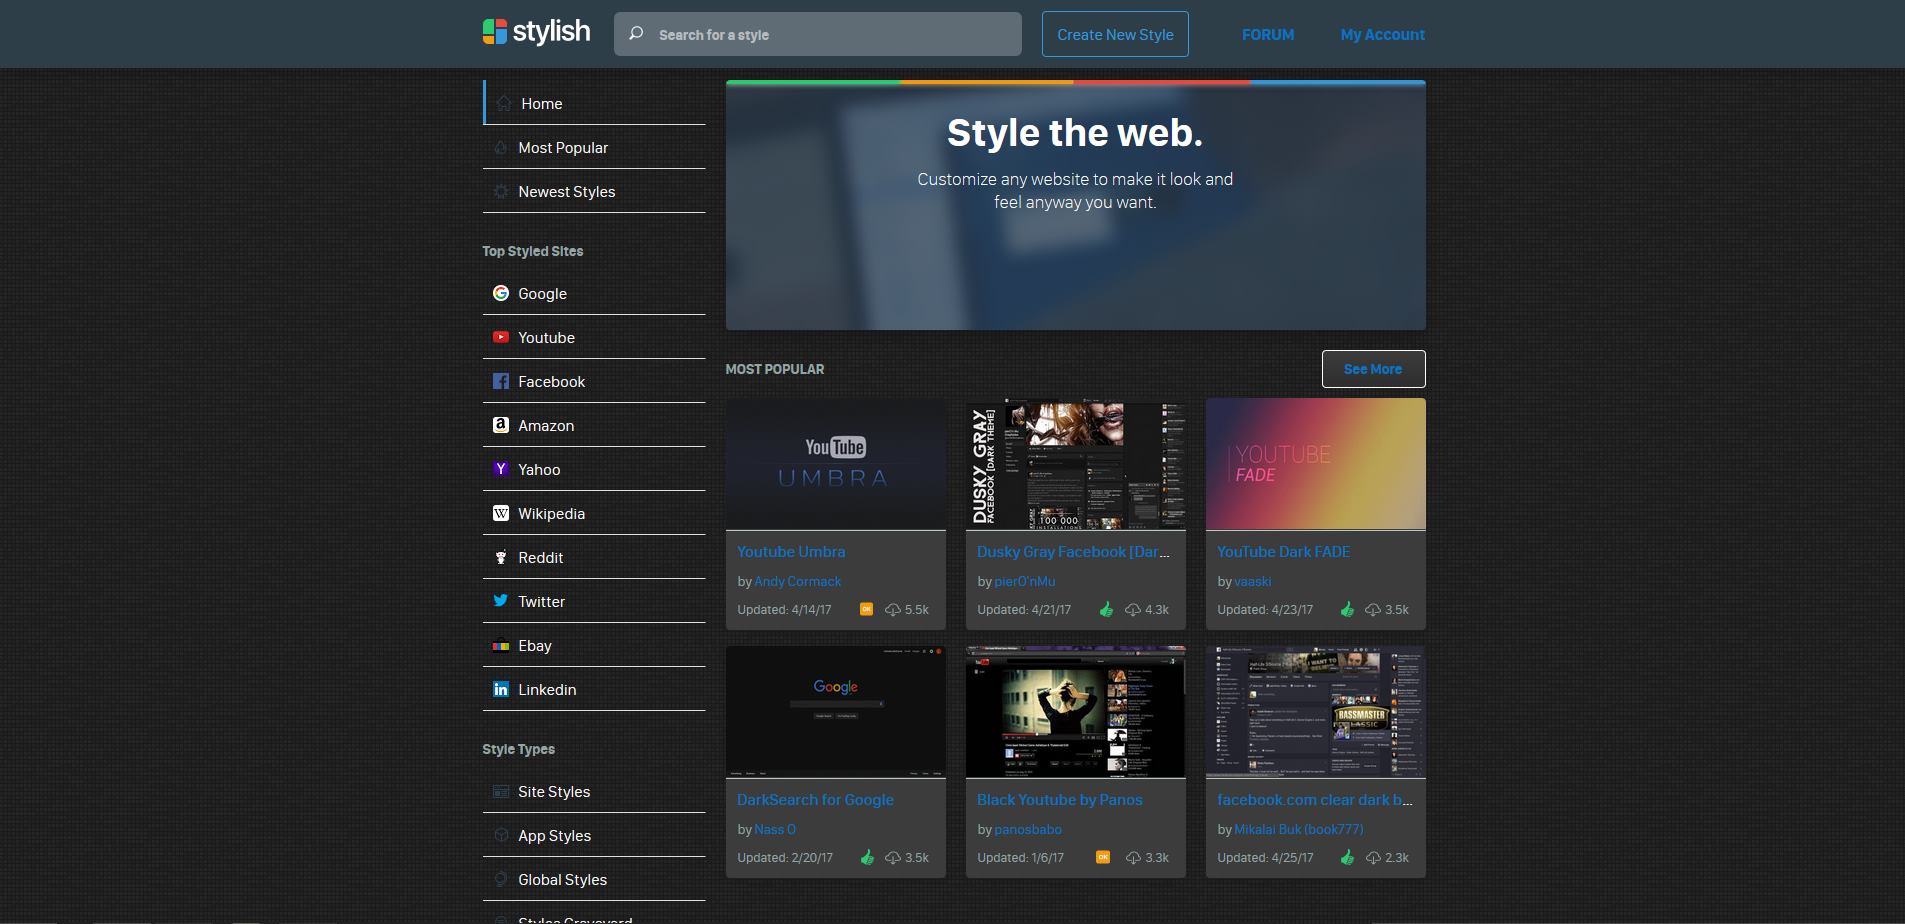 stylish
Search for a style
Create New Style
FORUM
My Account
Home
Most Popular
Newest Styles
Top Styled Sites
Google
Youtube
Facebook
Amazon
Yahoo
Wikipedia
Reddit
Twitter
Ebay
Linkedin
Style Types
Site Styles
App Styles
Global Styles
Styles Graveyard
Style the web.
Customize any website to make it look and
feel anyway you want.
MOST POPULAR
See More
YouTube
UMBRA
Youtube Umbra
by Andy Cormack
Updated: 4/14/17 OK 5.5k
DUSKY GRAY
FACEBOOK [DARK THEME]
100 000
INSTALLATIONS
Dusky Gray Facebook [Dar...
by pierO'nMu
Updated: 4/21/17 4.3k
YOUTUBE
FADE
YouTube Dark FADE
by vaaski
Updated: 4/23/17 3.5k
Google
DarkSearch for Google
by Nass O
Updated: 2/20/17 3.5k
YouTube
Black Youtube by Panos
by panosbabo
Updated: 1/6/17 OK 3.3k
BASSMASTER
CLASSIC
facebook.com clear dark b...
by Mikalai Buk (book777)
Updated: 4/25/17 2.3k